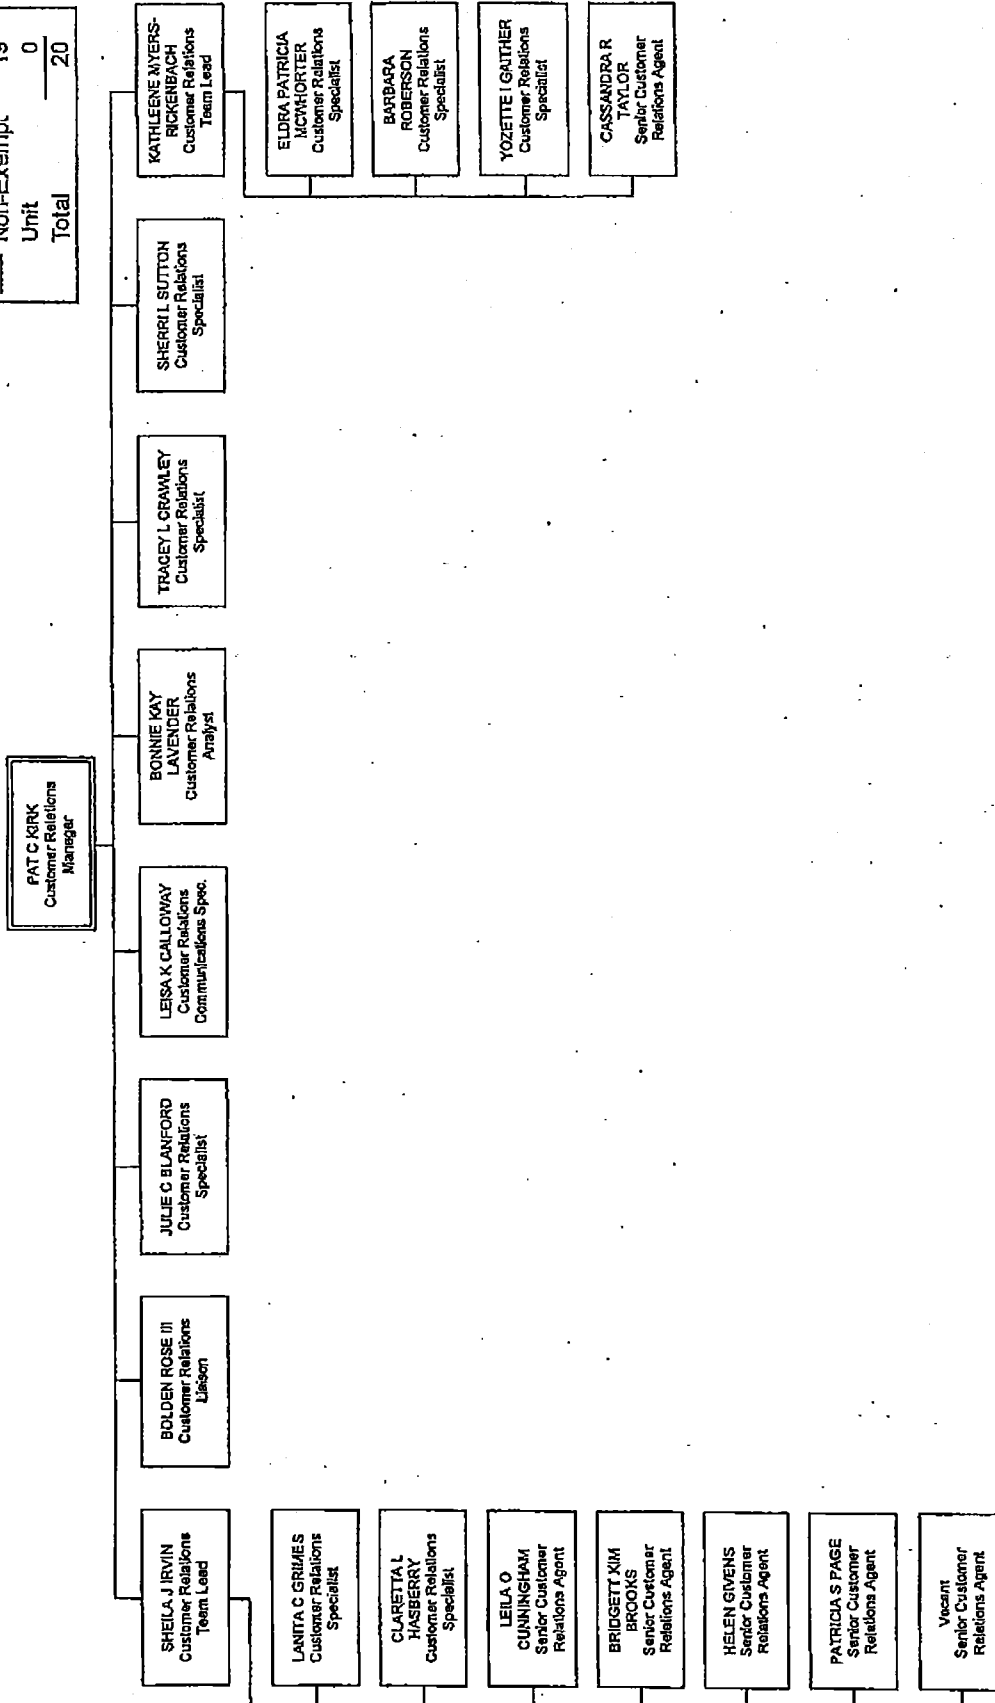 Non-Exempt 19
Unit 0
Total 20
PAT C KIRK
Customer Relations
Manager
SHEILA J IRVIN
Customer Relations
Team Lead
BOLDEN ROSE III
Customer Relations
Liaison
JULIE C BLANFORD
Customer Relations
Specialist
LEISA K CALLOWAY
Customer Relations
Communications Spec.
BONNIE KAY
LAVENDER
Customer Relations
Analyst
TRACEY L CRAWLEY
Customer Relations
Specialist
SHERRI L SUTTON
Customer Relations
Specialist
KATHLEENE MYERS-
RICKENBACH
Customer Relations
Team Lead
LANITA C GRIMES
Customer Relations
Specialist
CLARETTA L
HASBERRY
Customer Relations
Specialist
LEILA O
CUNNINGHAM
Senior Customer
Relations Agent
BRIDGETT KIM
BROOKS
Senior Customer
Relations Agent
HELEN GIVENS
Senior Customer
Relations Agent
PATRICIA S PAGE
Senior Customer
Relations Agent
Vacant
Senior Customer
Relations Agent
ELDRA PATRICIA
MCWHORTER
Customer Relations
Specialist
BARBARA
ROBERSON
Customer Relations
Specialist
YOZETTE I GAITHER
Customer Relations
Specialist
CASSANDRA R
TAYLOR
Senior Customer
Relations Agent